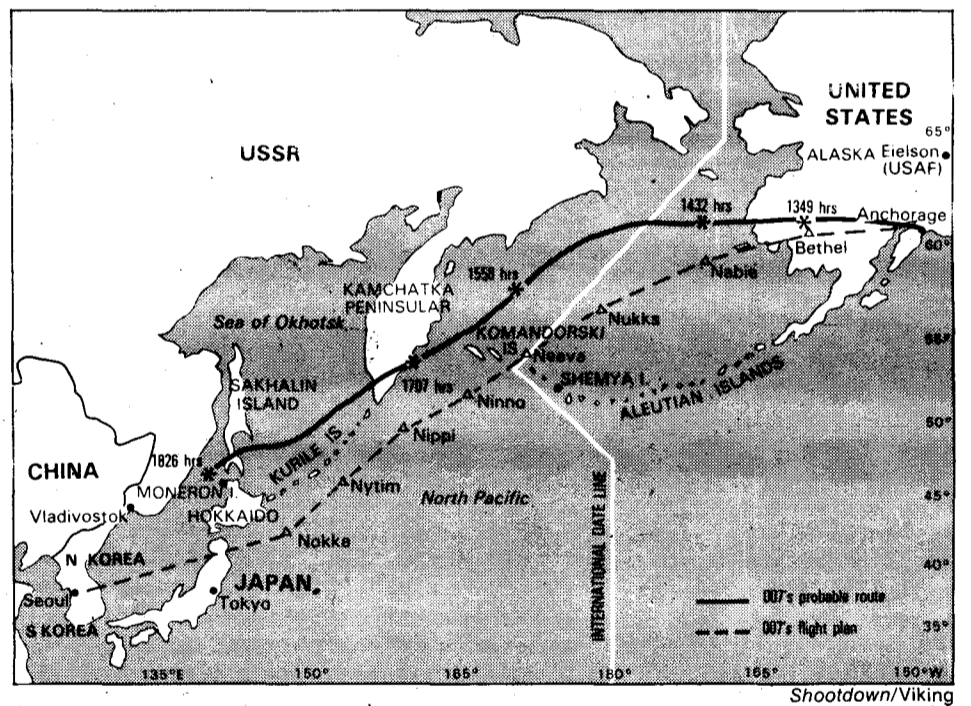 UNITED
STATES
65°
USSR
ALASKA Eielson
(USAF)
1432 hrs
1349 hrs
Anchorage
60°
Bethel
1558 hrs
Nabie
KAMCHATKA
PENINSULAR
Nukks
Sea of Okhotsk
KOMANDORSKI
IS
55°
Neeva
SHEMYA I.
1707 hrs
SAKHALIN
ISLAND
Ninno
ALEUTIAN ISLANDS
50°
KURILE IS
Nippi
1826 hrs
CHINA
MONERON I.
Nytim
North Pacific
45°
Vladivostok
HOKKAIDO
INTERNATIONAL DATE LINE
Nokka
N KOREA
40°
JAPAN
Seoul
Tokyo
007's probable route
S KOREA
007's flight plan
35°
135°E
150°
165°
180°
165°
150°W
Shootdown/Viking